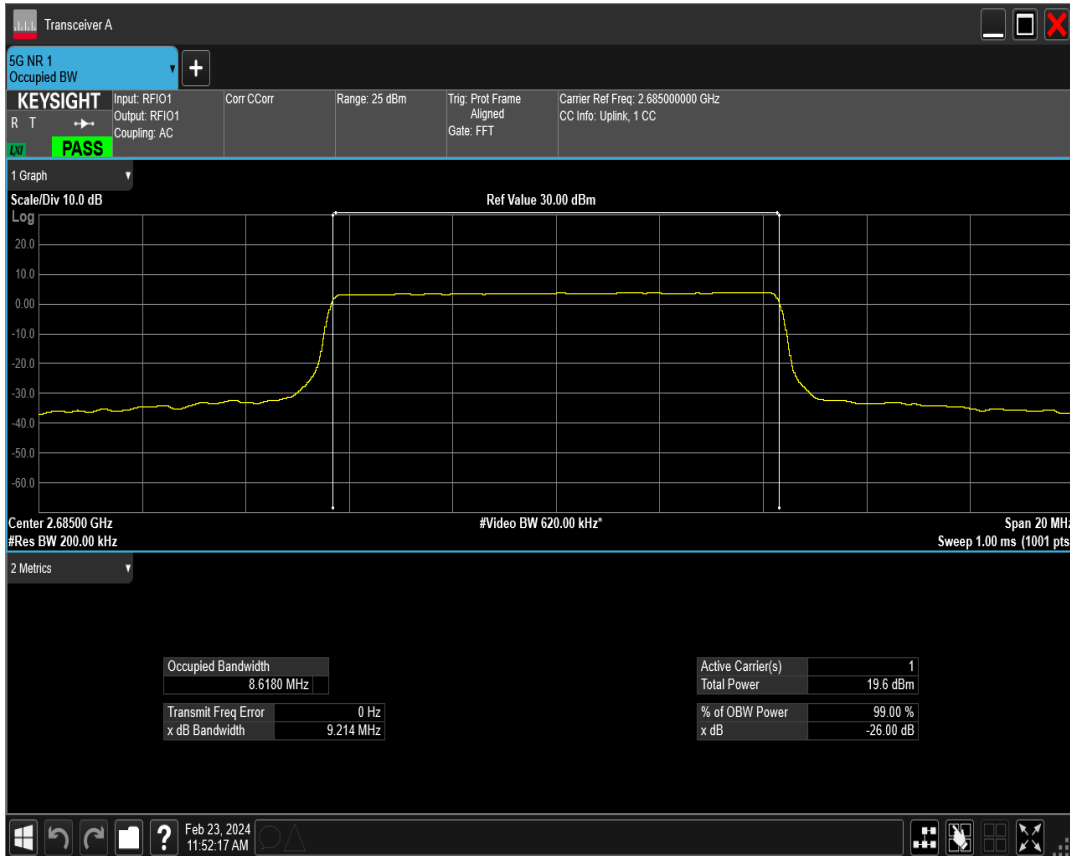 Transceiver A
5G NR 1
Occupied BW
+
KEYSIGHT
R T
LXI
PASS
Input: RFIO1
Output: RFIO1
Coupling: AC
Corr CCorr
Range: 25 dBm
Trig: Prot Frame
Aligned
Gate: FFT
Carrier Ref Freq: 2.685000000 GHz
CC Info: Uplink, 1 CC
1 Graph
Scale/Div 10.0 dB
Ref Value 30.00 dBm
Log
20.0
10.0
0.00
-10.0
-20.0
-30.0
-40.0
-50.0
-60.0
Center 2.68500 GHz
#Video BW 620.00 kHz*
Span 20 MHz
#Res BW 200.00 kHz
Sweep 1.00 ms (1001 pts
2 Metrics
Occupied Bandwidth
8.6180 MHz
Transmit Freq Error 0 Hz
x dB Bandwidth 9.214 MHz
Active Carrier(s) 1
Total Power 19.6 dBm
% of OBW Power 99.00 %
x dB -26.00 dB
?
Feb 23, 2024
11:52:17 AM